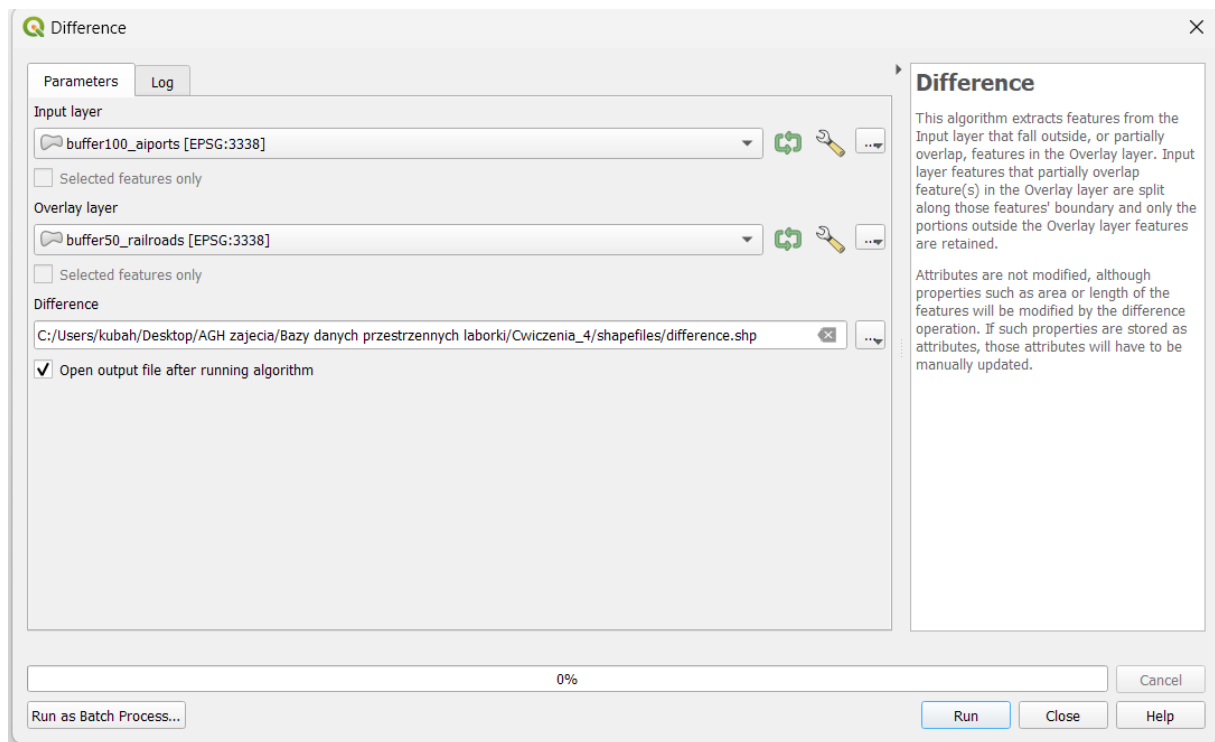 Difference
Parameters
Log
Input layer
buffer100_aiports [EPSG:3338]
Selected features only
Overlay layer
buffer50_railroads [EPSG:3338]
Selected features only
Difference
C:/Users/kubah/Desktop/AGH zajecia/Bazy danych przestrzennych laborki/Cwiczenia_4/shapefiles/difference.shp
Open output file after running algorithm
Difference
This algorithm extracts features from the
Input layer that fall outside, or partially
overlap, features in the Overlay layer. Input
layer features that partially overlap
feature(s) in the Overlay layer are split
along those features' boundary and only the
portions outside the Overlay layer features
are retained.
Attributes are not modified, although
properties such as area or length of the
features will be modified by the difference
operation. If such properties are stored as
attributes, those attributes will have to be
manually updated.
0%
Cancel
Run as Batch Process...
Run
Close
Help